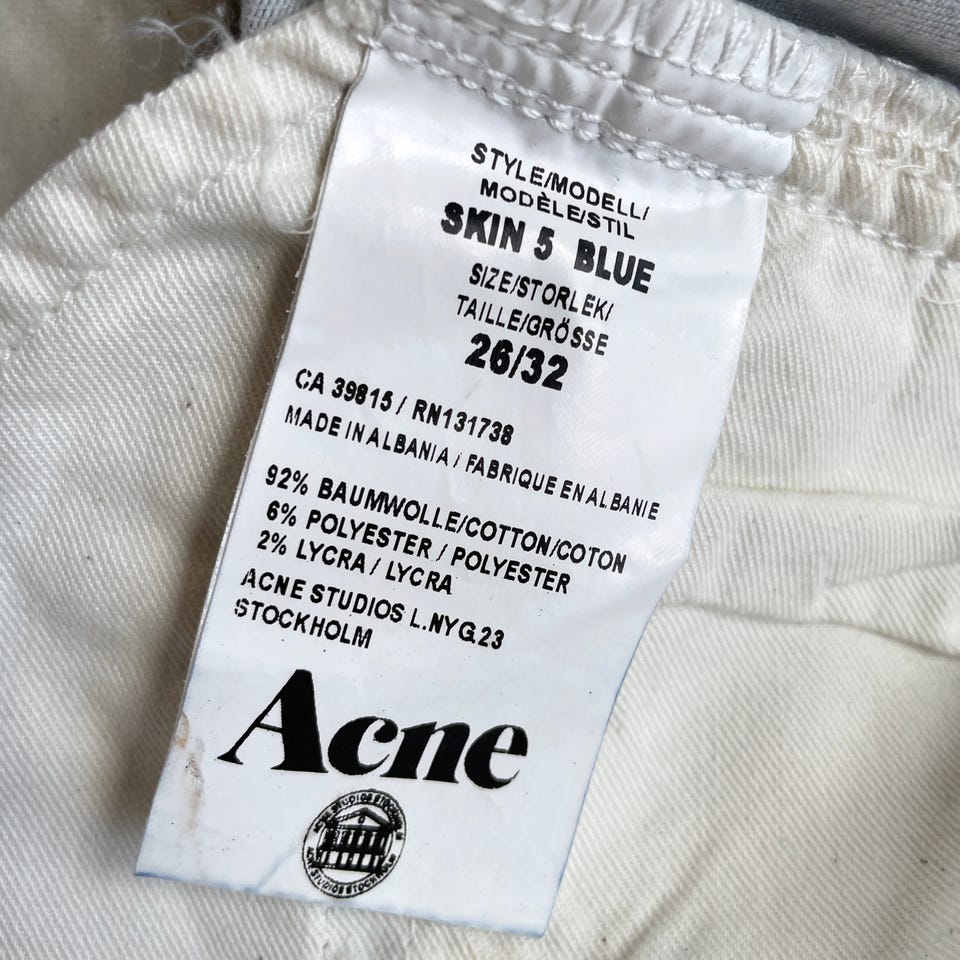 STYLE/MODELL/
MODÈLE/STIL
SKIN 5 BLUE
SIZE/STORLEK/
TAILLE/GRÖSSE
26/32
CA 39815 / RN131738
MADE IN ALBANIA / FABRIQUE EN ALBANIE
92% BAUMWOLLE/COTTON/COTON
6% POLYESTER / POLYESTER
2% LYCRA / LYCRA
ACNE STUDIOS L.NYG.23
STOCKHOLM
Acne